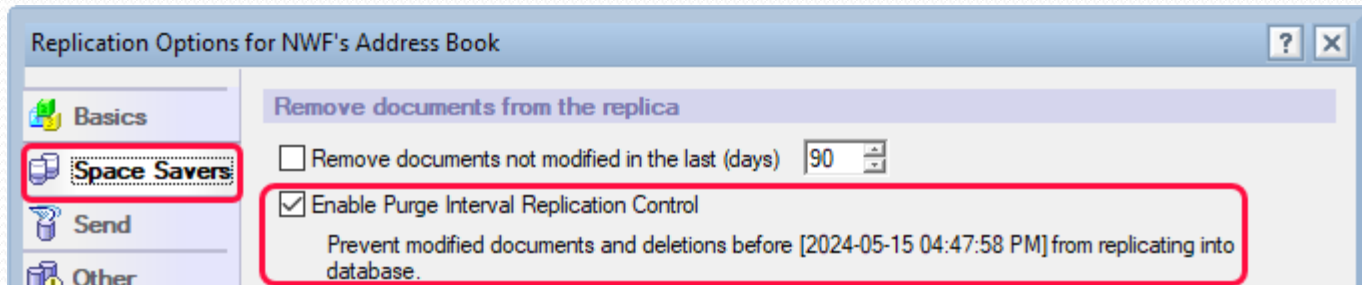 Replication Options for NWF's Address Book
? X
Basics
Remove documents from the replica
Remove documents not modified in the last (days) 90
Space Savers
Enable Purge Interval Replication Control
Prevent modified documents and deletions before [2024-05-15 04:47:58 PM] from replicating into
database.
Send
Other